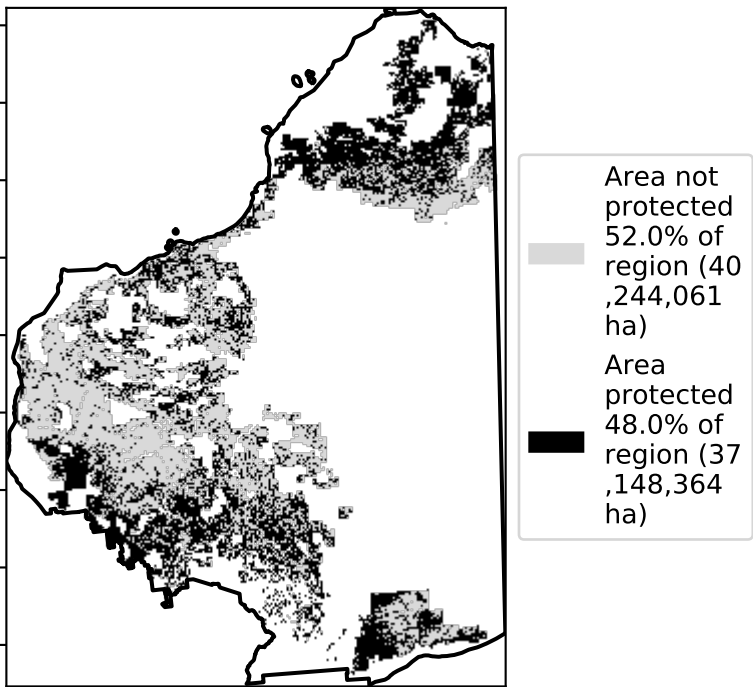 Area not
protected
52.0% of
region (40
,244,061
ha)
Area
protected
48.0% of
region (37
,148,364
ha)